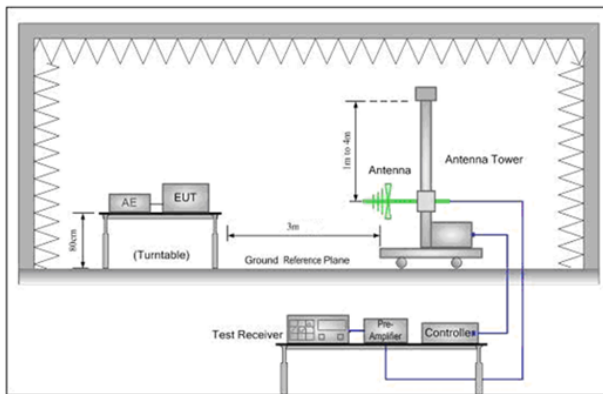 1m to 4m
Antenna
Antenna Tower
AE
EUT
80cm
(Turntable)
3m
Ground Reference Plane
Test Receiver
Pre-
Amplifier
Controller